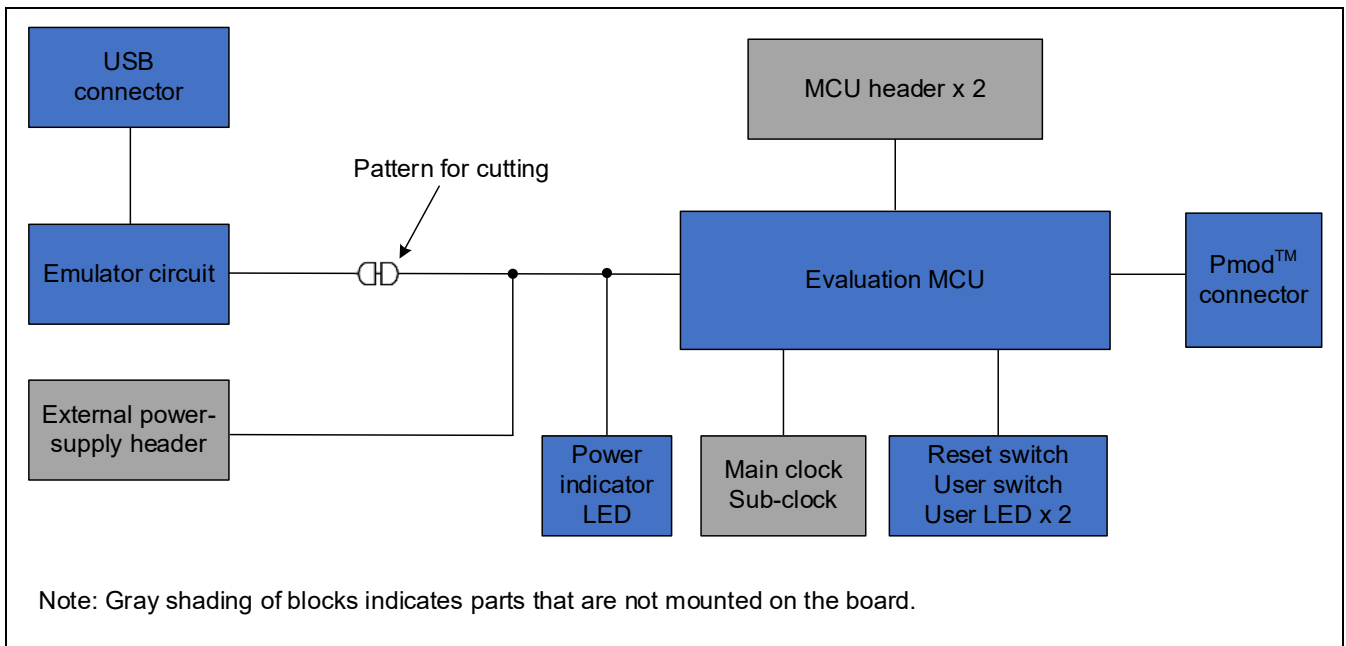 USB
connector
MCU header x 2
Pattern for cutting
Emulator circuit
Evaluation MCU
Pmod™
connector
External power-
supply header
Power
indicator
LED
Main clock
Sub-clock
Reset switch
User switch
User LED x 2
Note: Gray shading of blocks indicates parts that are not mounted on the board.